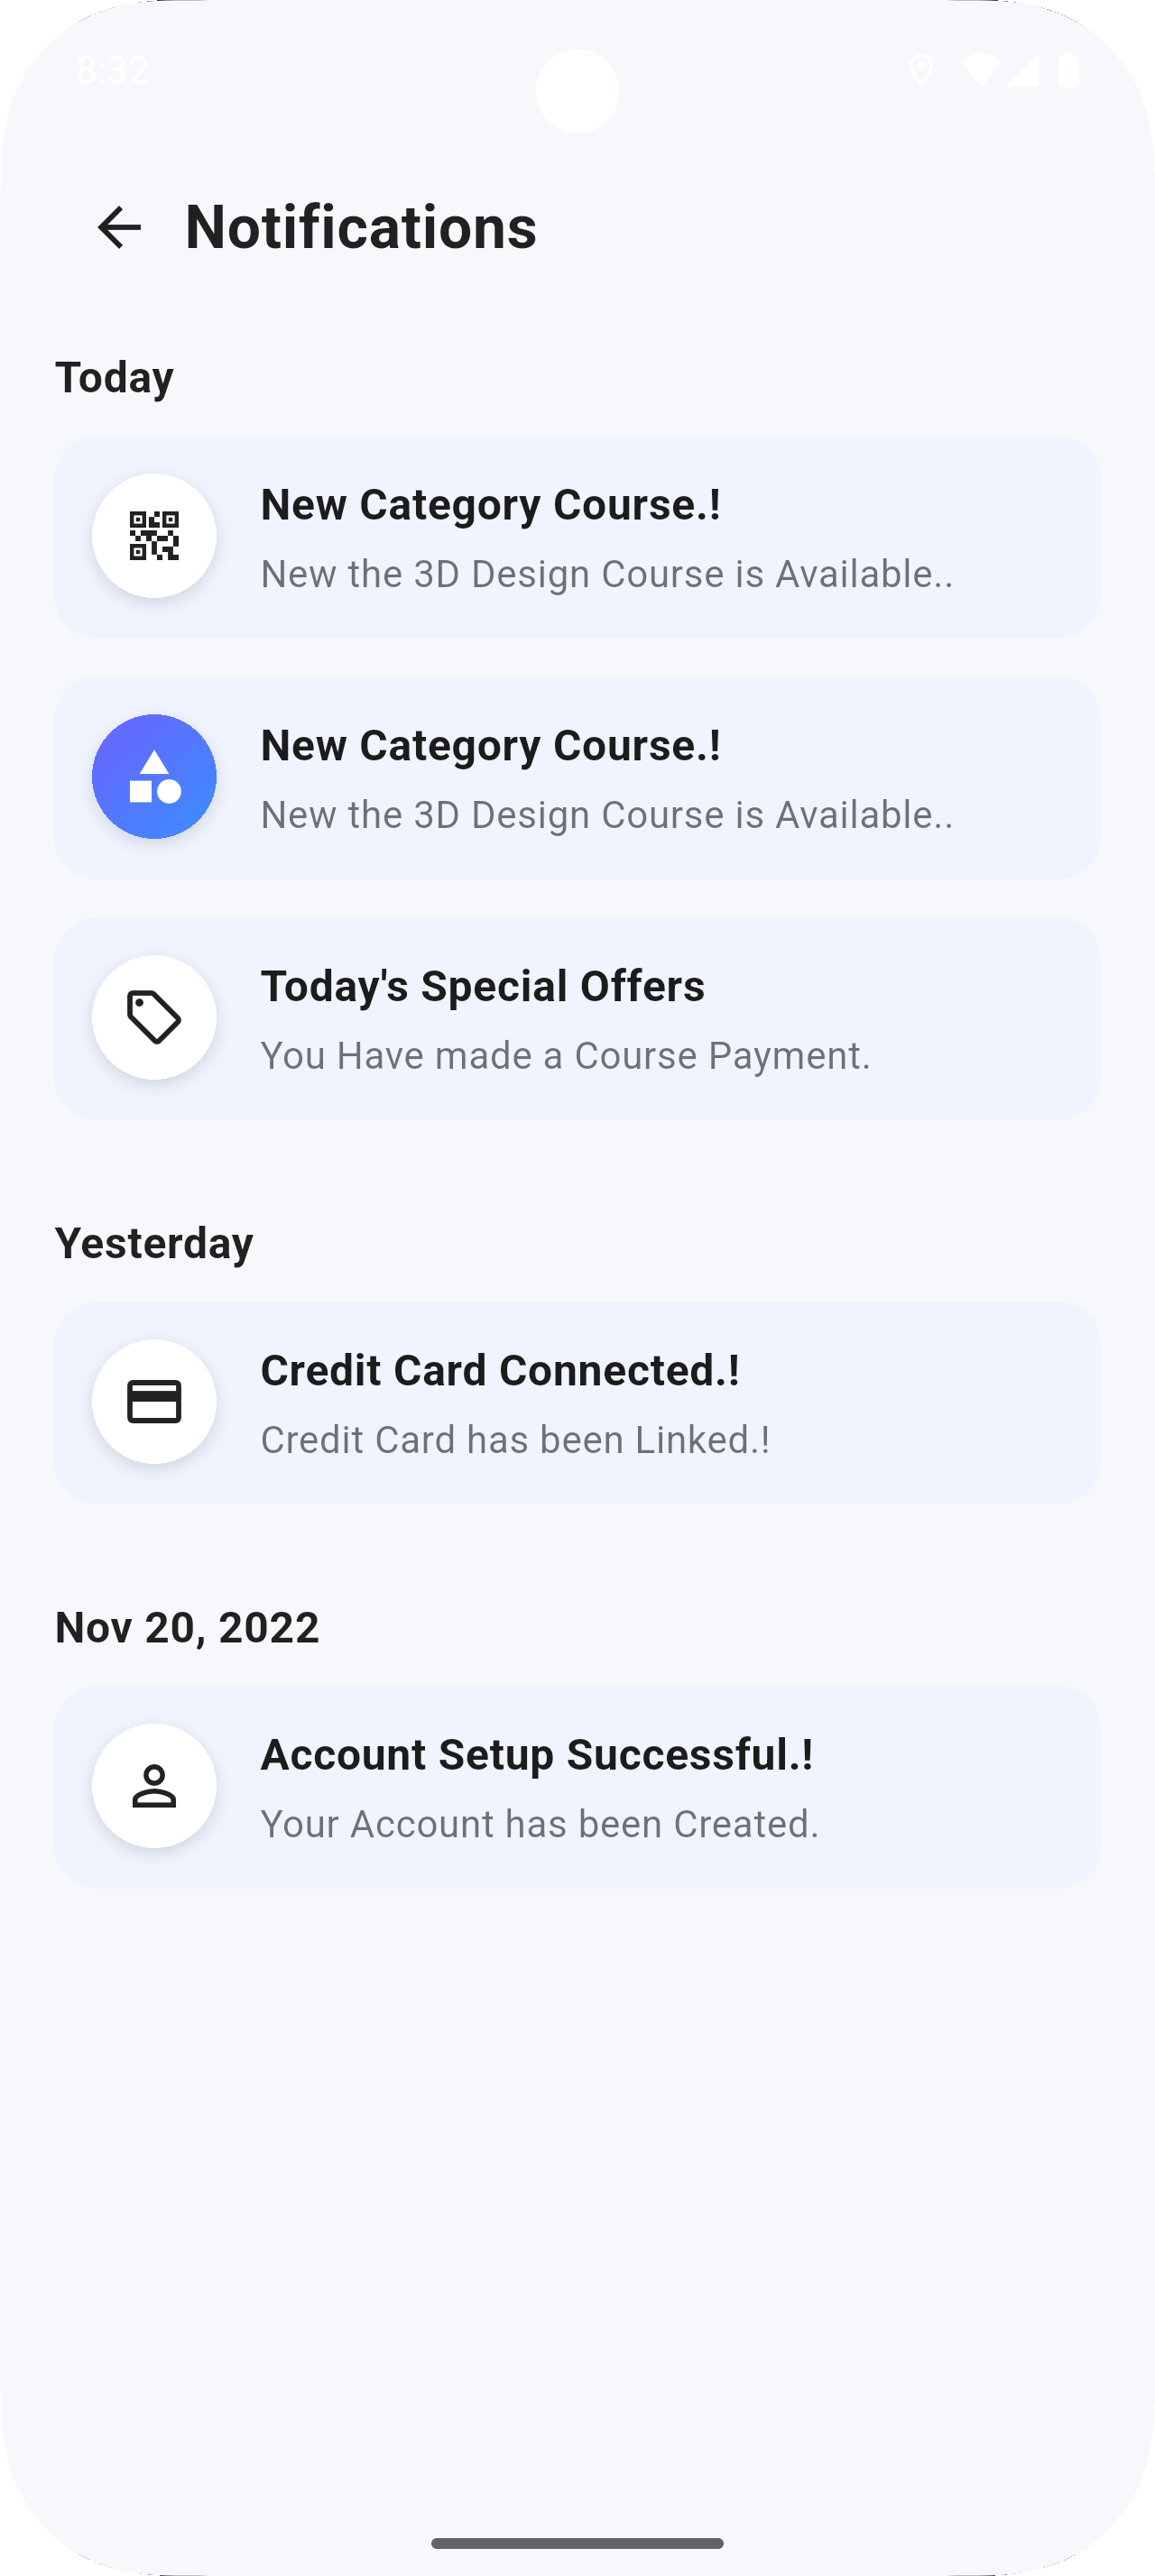 8:32
Notifications
Today
New Category Course.!
New the 3D Design Course is Available..
New Category Course.!
New the 3D Design Course is Available..
Today's Special Offers
You Have made a Course Payment.
Yesterday
Credit Card Connected.!
Credit Card has been Linked.!
Nov 20, 2022
Account Setup Successful.!
Your Account has been Created.